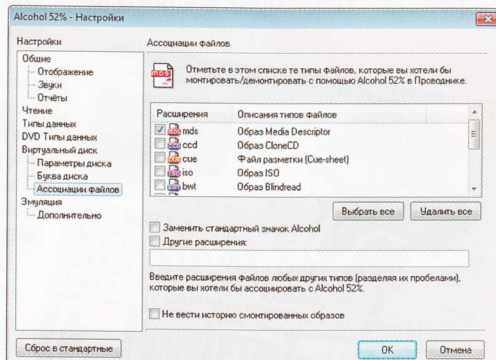 Alcohol 52% - Настройки
Настройки
Общие
Отображение
Звуки
Отчёты
Чтение
Типы данных
DVD Типы данных
Виртуальный диск
Параметры диска
Буква диска
Ассоциации файлов
Эмуляция
Дополнительно
Ассоциации файлов
mds
Отметьте в этом списке те типы файлов, которые вы хотели бы
монтировать/демонтировать с помощью Alcohol 52% в Проводнике.
Расширения Описания типов файлов
mds Образ Media Descriptor
ccd Образ CloneCD
cue Файл разметки (Cue-sheet)
iso Образ ISO
bwt Образ Blindread
Выбрать все Удалить все
Заменить стандартный значок Alcohol
Другие расширения:
Введите расширения файлов любых других типов (разделяя их пробелами),
которые вы хотели бы ассоциировать с Alcohol 52%.
Не вести историю смонтированных образов
Сброс в стандартные OK Отмена